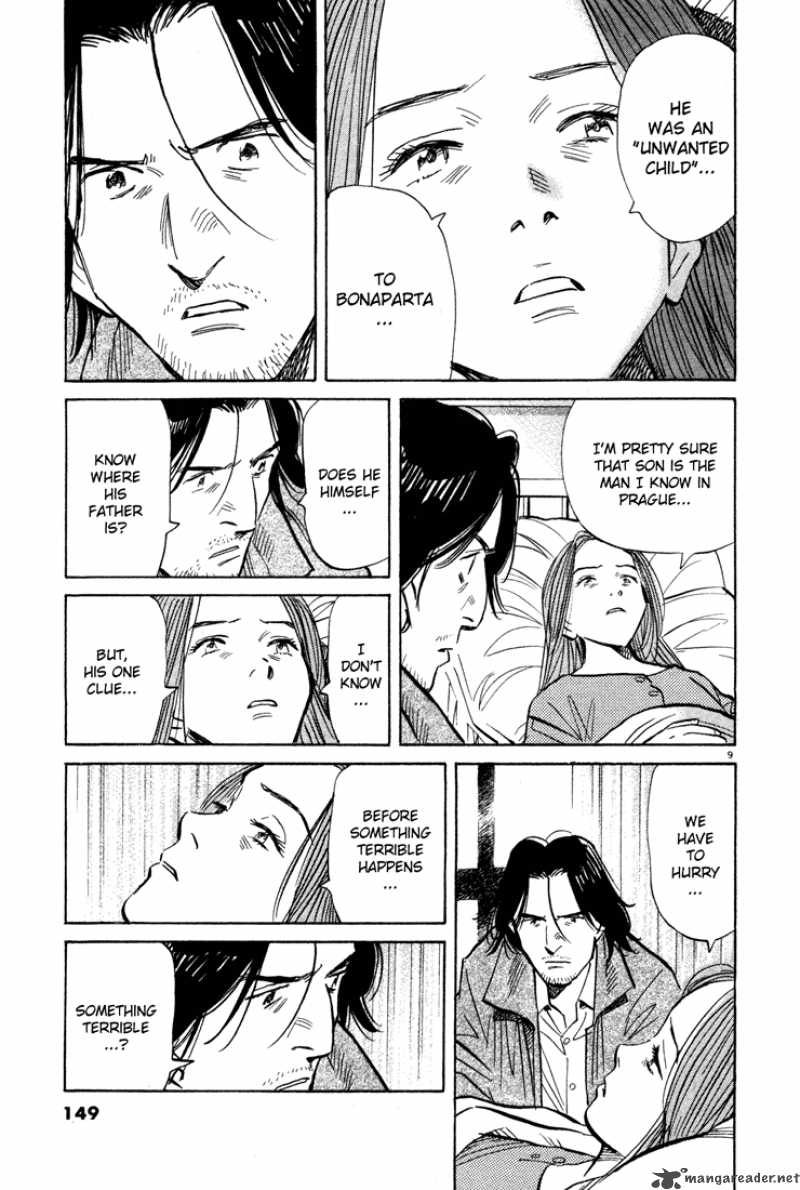 HE
WAS AN
"UNWANTED
CHILD"...
TO
BONAPARTA
...
I'M PRETTY SURE
THAT SON IS THE
MAN I KNOW IN
PRAGUE...
DOES HE
HIMSELF
...
KNOW
WHERE
HIS
FATHER
IS?
I
DON'T
KNOW
...
BUT,
HIS ONE
CLUE...
9
WE
HAVE
TO
HURRY
...
BEFORE
SOMETHING
TERRIBLE
HAPPENS
...
SOMETHING
TERRIBLE
...?
149
mangareader.net